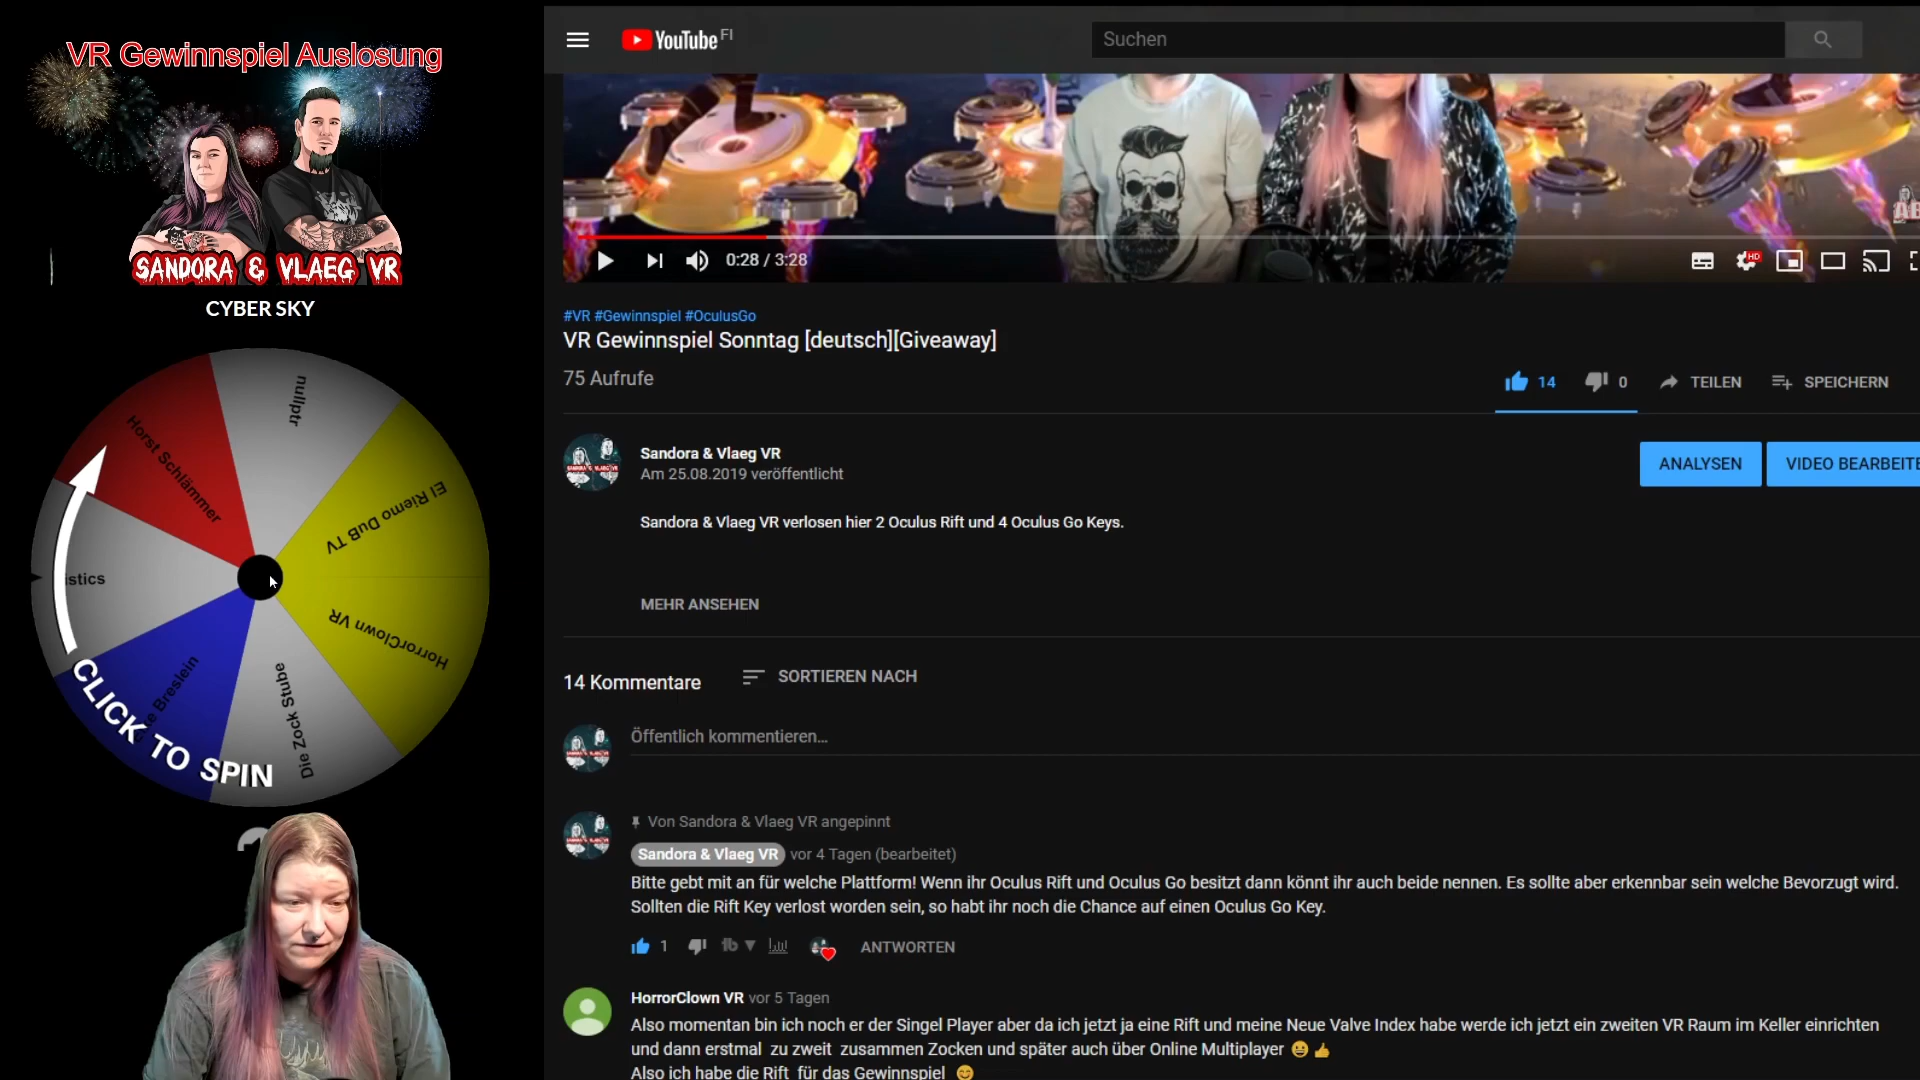 VR Gewinnspiel Auslosung
SANDORA & VLAEG VR
CYBER SKY
nullptr
Horst Schlämmer
El Riemo DuB TV
istics
HorrorClown VR
Breslein
Die Zock Stube
CLICK TO SPIN
YouTube FI
Suchen
0:28 / 3:28
HD
#VR #Gewinnspiel #OculusGo
VR Gewinnspiel Sonntag [deutsch][Giveaway]
75 Aufrufe
14 0 TEILEN SPEICHERN
Sandora & Vlaeg VR
Am 25.08.2019 veröffentlicht
ANALYSEN VIDEO BEARBEITE
Sandora & Vlaeg VR verlosen hier 2 Oculus Rift und 4 Oculus Go Keys.
MEHR ANSEHEN
14 Kommentare SORTIEREN NACH
Öffentlich kommentieren...
Von Sandora & Vlaeg VR angepinnt
Sandora & Vlaeg VR vor 4 Tagen (bearbeitet)
Bitte gebt mit an für welche Plattform! Wenn ihr Oculus Rift und Oculus Go besitzt dann könnt ihr auch beide nennen. Es sollte aber erkennbar sein welche Bevorzugt wird.
Sollten die Rift Key verlost worden sein, so habt ihr noch die Chance auf einen Oculus Go Key.
1 ANTWORTEN
HorrorClown VR vor 5 Tagen
Also momentan bin ich noch er der Singel Player aber da ich jetzt ja eine Rift und meine Neue Valve Index habe werde ich jetzt ein zweiten VR Raum im Keller einrichten
und dann erstmal zu zweit zusammen Zocken und später auch über Online Multiplayer 😀 👍
Also ich habe die Rift für das Gewinnspiel 😊